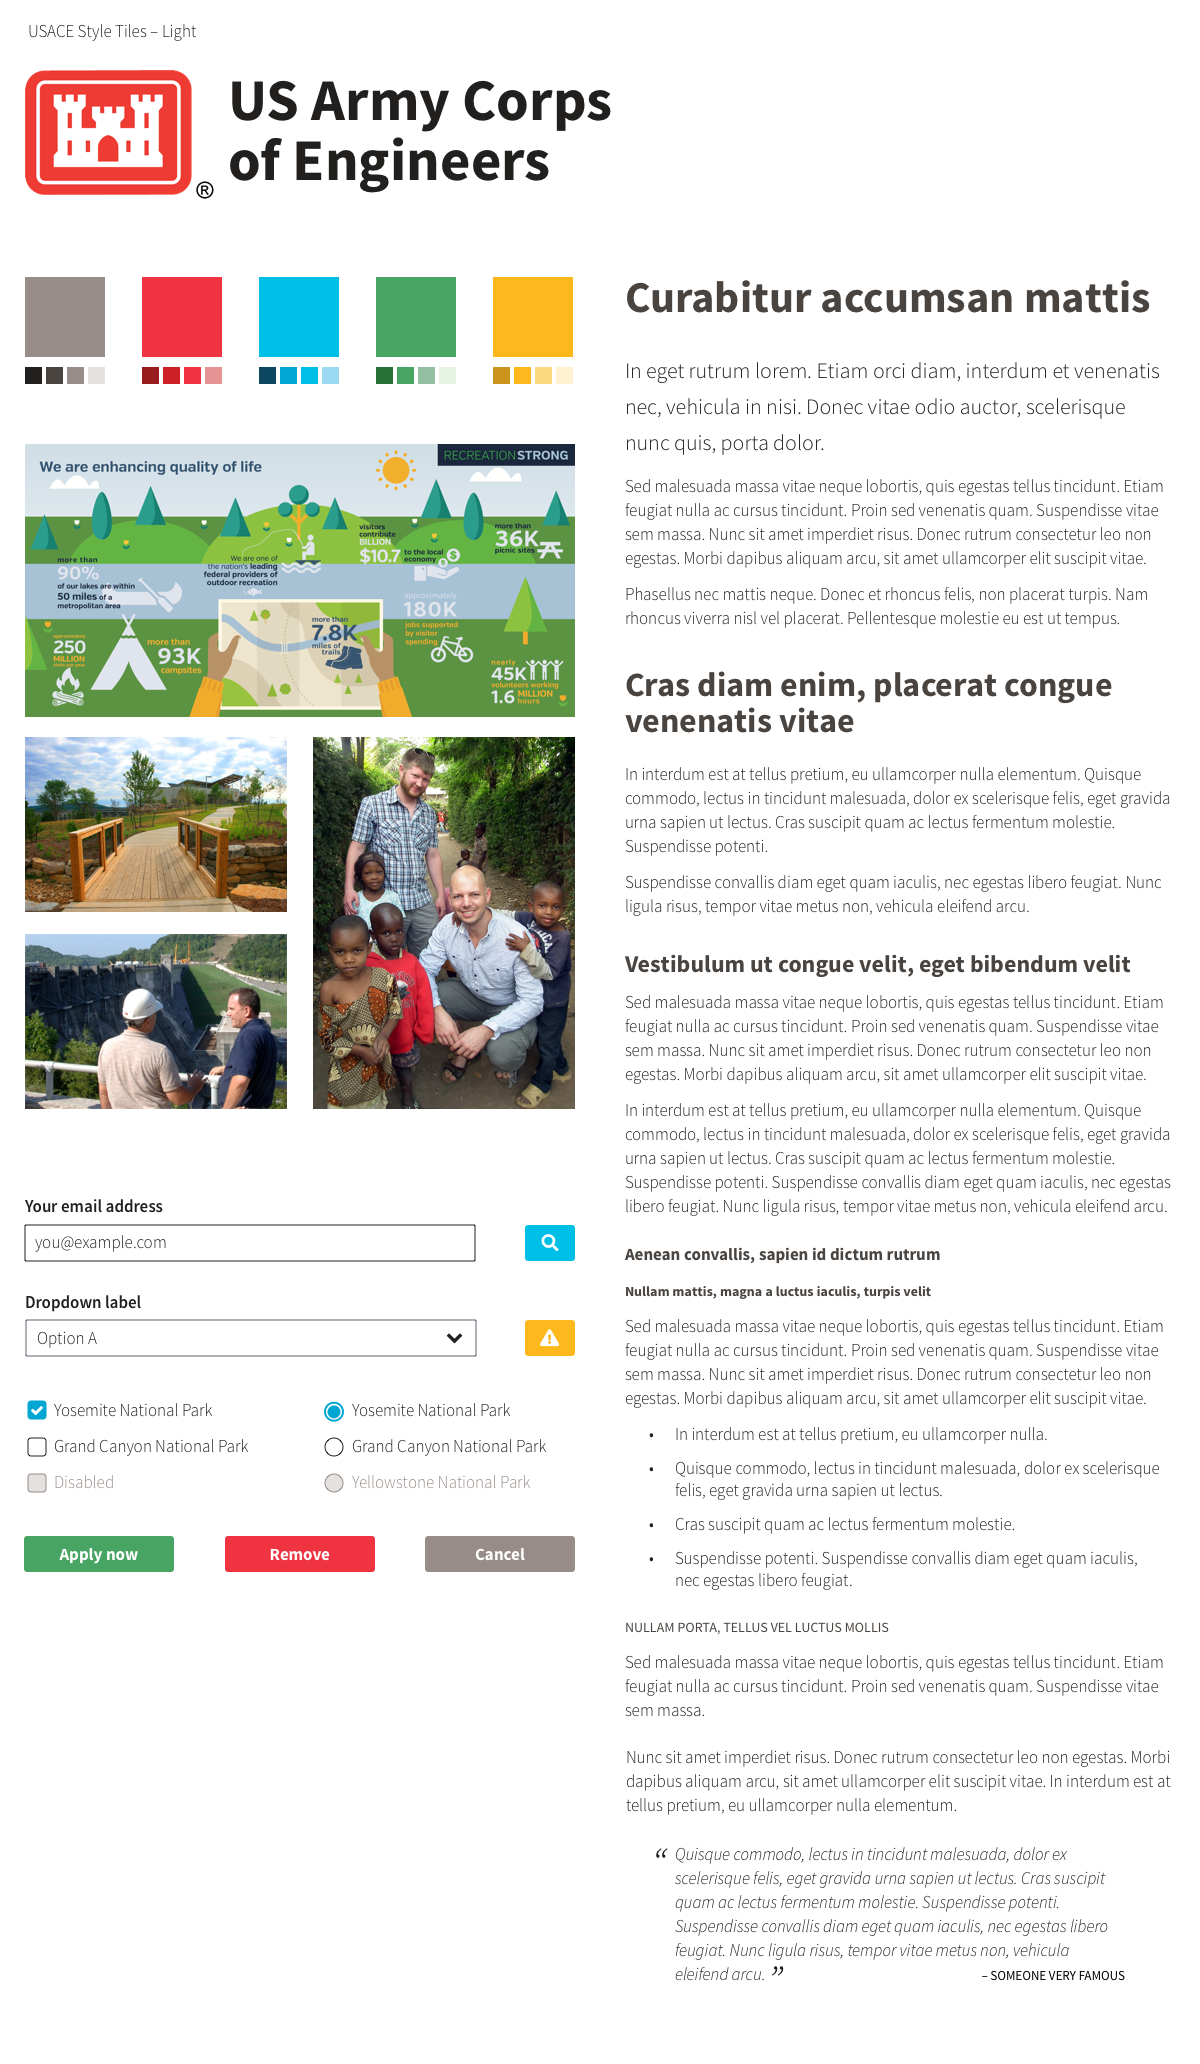 USACE Style Tiles – Light
US Army Corps
of Engineers
®
We are enhancing quality of life
RECREATION STRONG
more than
90%
of our lakes are within
50 miles of a
metropolitan area
We are one of
the nation's leading
federal providers of
outdoor recreation
visitors
contribute
BILLION
$10.7
to the local
economy
more than
36K
picnic sites
approximately
180K
jobs supported
by visitor
spending
approximately
250
MILLION
visits per year
more than
93K
campsites
more than
7.8K
miles of
trails
nearly
45K
volunteers working
1.6 MILLION
hours
Your email address
you@example.com
Dropdown label
Option A
Yosemite National Park
Grand Canyon National Park
Disabled
Yosemite National Park
Grand Canyon National Park
Yellowstone National Park
Apply now
Remove
Cancel
Curabitur accumsan mattis
In eget rutrum lorem. Etiam orci diam, interdum et venenatis
nec, vehicula in nisi. Donec vitae odio auctor, scelerisque
nunc quis, porta dolor.
Sed malesuada massa vitae neque lobortis, quis egestas tellus tincidunt. Etiam
feugiat nulla ac cursus tincidunt. Proin sed venenatis quam. Suspendisse vitae
sem massa. Nunc sit amet imperdiet risus. Donec rutrum consectetur leo non
egestas. Morbi dapibus aliquam arcu, sit amet ullamcorper elit suscipit vitae.
Phasellus nec mattis neque. Donec et rhoncus felis, non placerat turpis. Nam
rhoncus viverra nisl vel placerat. Pellentesque molestie eu est ut tempus.
Cras diam enim, placerat congue
venenatis vitae
In interdum est at tellus pretium, eu ullamcorper nulla elementum. Quisque
commodo, lectus in tincidunt malesuada, dolor ex scelerisque felis, eget gravida
urna sapien ut lectus. Cras suscipit quam ac lectus fermentum molestie.
Suspendisse potenti.
Suspendisse convallis diam eget quam iaculis, nec egestas libero feugiat. Nunc
ligula risus, tempor vitae metus non, vehicula eleifend arcu.
Vestibulum ut congue velit, eget bibendum velit
Sed malesuada massa vitae neque lobortis, quis egestas tellus tincidunt. Etiam
feugiat nulla ac cursus tincidunt. Proin sed venenatis quam. Suspendisse vitae
sem massa. Nunc sit amet imperdiet risus. Donec rutrum consectetur leo non
egestas. Morbi dapibus aliquam arcu, sit amet ullamcorper elit suscipit vitae.
In interdum est at tellus pretium, eu ullamcorper nulla elementum. Quisque
commodo, lectus in tincidunt malesuada, dolor ex scelerisque felis, eget gravida
urna sapien ut lectus. Cras suscipit quam ac lectus fermentum molestie.
Suspendisse potenti. Suspendisse convallis diam eget quam iaculis, nec egestas
libero feugiat. Nunc ligula risus, tempor vitae metus non, vehicula eleifend arcu.
Aenean convallis, sapien id dictum rutrum
Nullam mattis, magna a luctus iaculis, turpis velit
Sed malesuada massa vitae neque lobortis, quis egestas tellus tincidunt. Etiam
feugiat nulla ac cursus tincidunt. Proin sed venenatis quam. Suspendisse vitae
sem massa. Nunc sit amet imperdiet risus. Donec rutrum consectetur leo non
egestas. Morbi dapibus aliquam arcu, sit amet ullamcorper elit suscipit vitae.
• In interdum est at tellus pretium, eu ullamcorper nulla.
• Quisque commodo, lectus in tincidunt malesuada, dolor ex scelerisque
felis, eget gravida urna sapien ut lectus.
• Cras suscipit quam ac lectus fermentum molestie.
• Suspendisse potenti. Suspendisse convallis diam eget quam iaculis,
nec egestas libero feugiat.
NULLAM PORTA, TELLUS VEL LUCTUS MOLLIS
Sed malesuada massa vitae neque lobortis, quis egestas tellus tincidunt. Etiam
feugiat nulla ac cursus tincidunt. Proin sed venenatis quam. Suspendisse vitae
sem massa.
Nunc sit amet imperdiet risus. Donec rutrum consectetur leo non egestas. Morbi
dapibus aliquam arcu, sit amet ullamcorper elit suscipit vitae. In interdum est at
tellus pretium, eu ullamcorper nulla elementum.
“ Quisque commodo, lectus in tincidunt malesuada, dolor ex
scelerisque felis, eget gravida urna sapien ut lectus. Cras suscipit
quam ac lectus fermentum molestie. Suspendisse potenti.
Suspendisse convallis diam eget quam iaculis, nec egestas libero
feugiat. Nunc ligula risus, tempor vitae metus non, vehicula
eleifend arcu. ”
– SOMEONE VERY FAMOUS